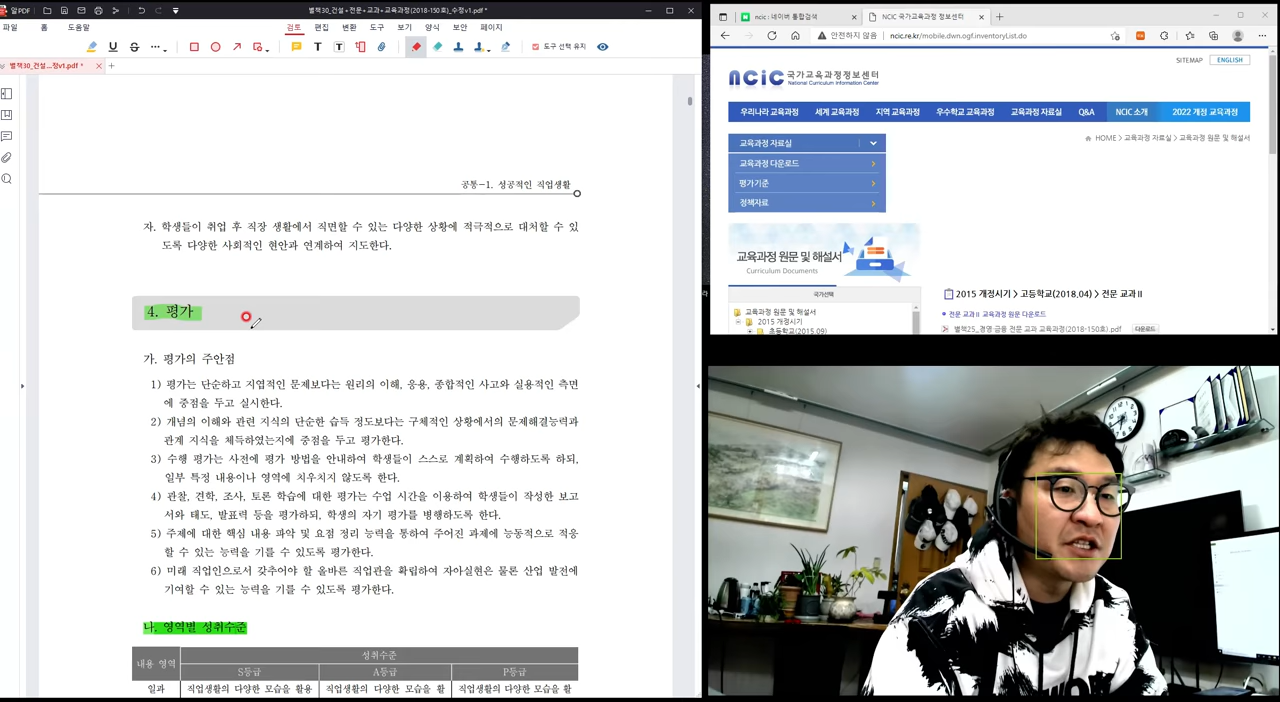 알PDF
별책30_건설+전문+교과+교육과정(2018-150호)_수정v1.pdf *
파일 홈 도움말
검토 편집 변환 도구 보기 양식 보안 페이지
도구 선택 유지
별책30_건설...정v1.pdf *
공통-1. 성공적인 직업생활
자. 학생들이 취업 후 직장 생활에서 직면할 수 있는 다양한 상황에 적극적으로 대처할 수 있
도록 다양한 사회적인 현안과 연계하여 지도한다.
4. 평가
가. 평가의 주안점
1) 평가는 단순하고 지엽적인 문제보다는 원리의 이해, 응용, 종합적인 사고와 실용적인 측면
에 중점을 두고 실시한다.
2) 개념의 이해와 관련 지식의 단순한 습득 정도보다는 구체적인 상황에서의 문제해결능력과
관계 지식을 체득하였는지에 중점을 두고 평가한다.
3) 수행 평가는 사전에 평가 방법을 안내하여 학생들이 스스로 계획하여 수행하도록 하되,
일부 특정 내용이나 영역에 치우치지 않도록 한다.
4) 관찰, 견학, 조사, 토론 학습에 대한 평가는 수업 시간을 이용하여 학생들이 작성한 보고
서와 태도, 발표력 등을 평가하되, 학생의 자기 평가를 병행하도록 한다.
5) 주제에 대한 핵심 내용 파악 및 요점 정리 능력을 통하여 주어진 과제에 능동적으로 적응
할 수 있는 능력을 기를 수 있도록 평가한다.
6) 미래 직업인으로서 갖추어야 할 올바른 직업관을 확립하여 자아실현은 물론 산업 발전에
기여할 수 있는 능력을 기를 수 있도록 평가한다.
나. 영역별 성취수준
내용 영역 성취수준
S등급 A등급 P등급
일과 직업생활의 다양한 모습을 활용 직업생활의 다양한 모습을 활 직업생활의 다양한 모습을 활
ncic : 네이버 통합검색
NCIC 국가교육과정 정보센터
안전하지 않음 ncic.re.kr/mobile.dwn.ogf.inventoryList.do
SITEMAP ENGLISH
ncic 국가교육과정정보센터
National Curriculum Information Center
우리나라 교육과정 세계 교육과정 지역 교육과정 우수학교 교육과정 교육과정 자료실 Q&A NCIC 소개 2022 개정 교육과정
HOME > 교육과정 자료실 > 교육과정 원문 및 해설서
교육과정 자료실
교육과정 다운로드
평가기준
정책자료
교육과정 원문 및 해설서
Curriculum Documents
국가선택
교육과정 원문 및 해설서
2015 개정시기
초등학교(2015.09)
2015 개정시기 > 고등학교(2018.04) > 전문 교과Ⅱ
전문 교과Ⅱ 교육과정 원문 다운로드
별책25_경영·금융 전문 교과 교육과정(2018-150호).pdf 다운로드